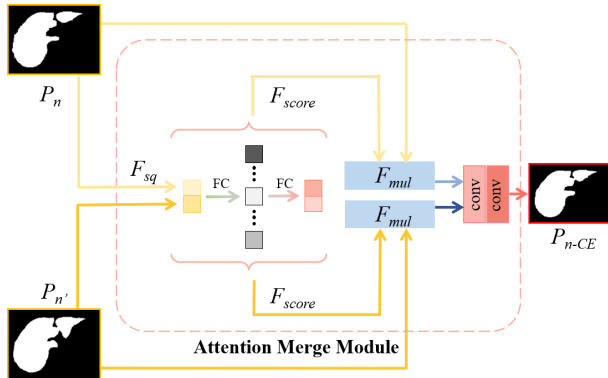 P_n
F_score
F_sq
FC
FC
F_mul
F_mul
conv
conv
P_n-CE
P_n'
F_score
Attention Merge Module